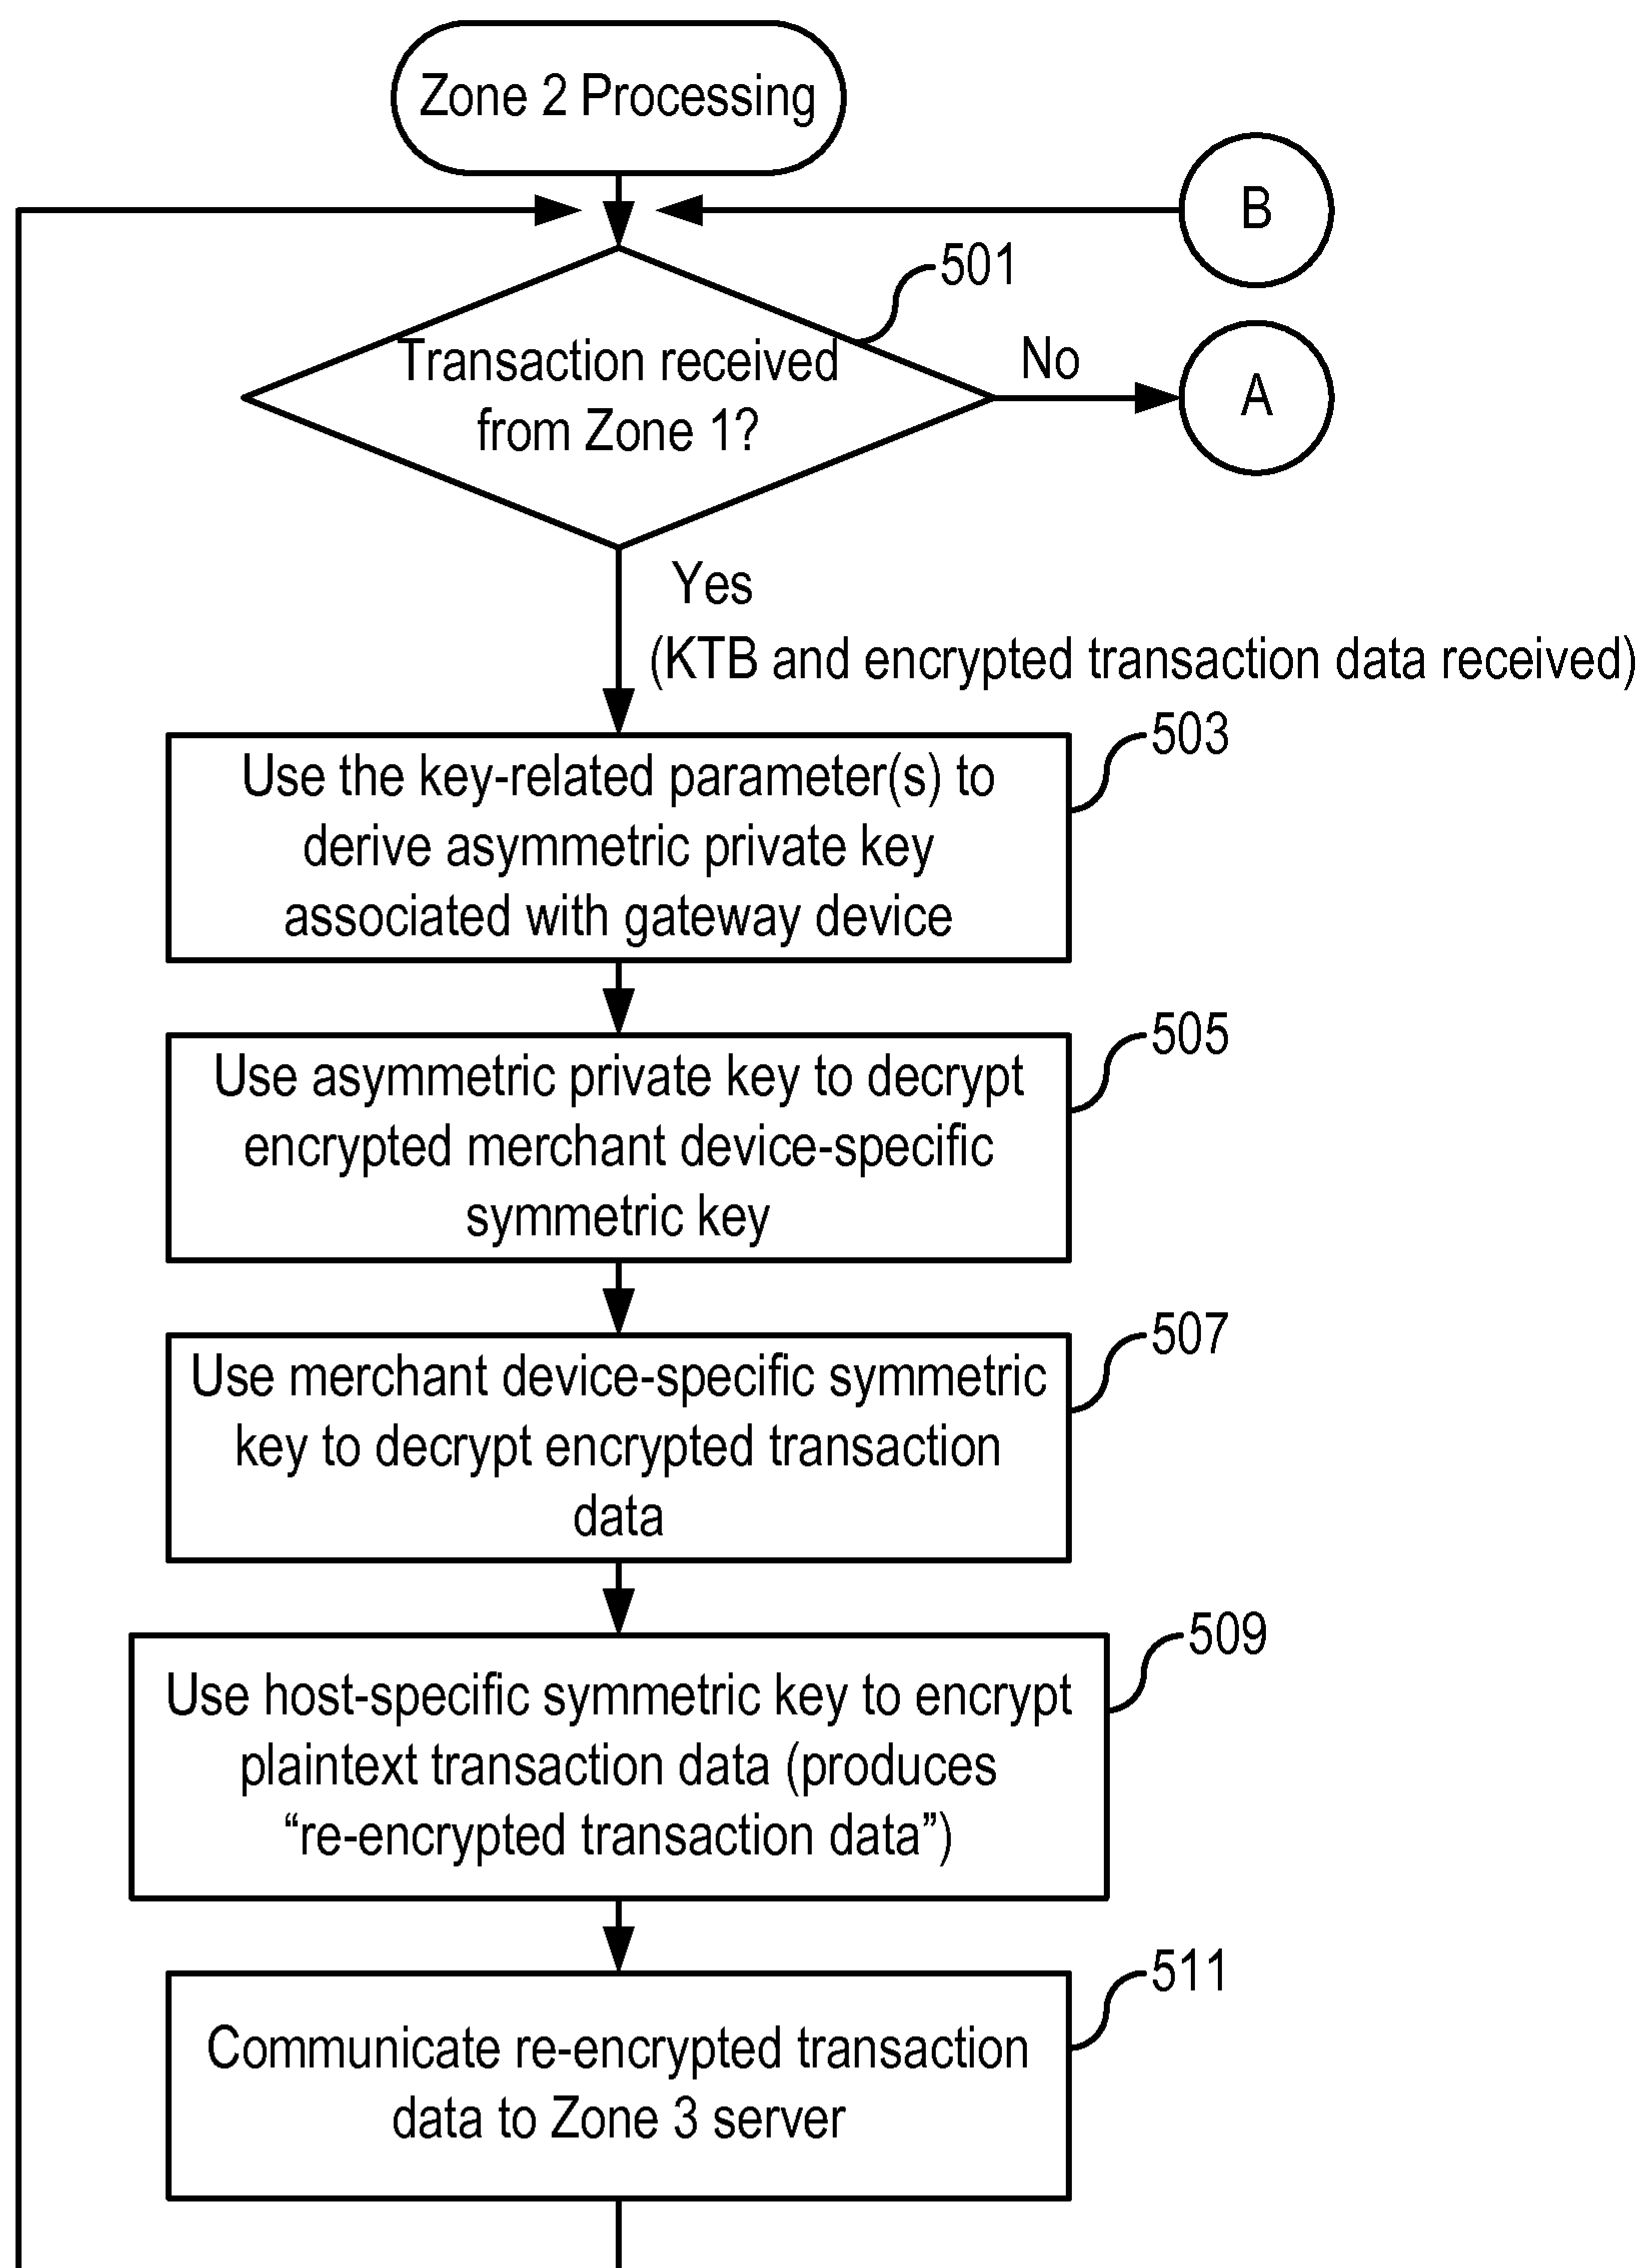 Zone 2 Processing
B
501
Transaction received
from Zone 1?
No
A
Yes
(KTB and encrypted transaction data received)
503
Use the key-related parameter(s) to
derive asymmetric private key
associated with gateway device
505
Use asymmetric private key to decrypt
encrypted merchant device-specific
symmetric key
507
Use merchant device-specific symmetric
key to decrypt encrypted transaction
data
509
Use host-specific symmetric key to encrypt
plaintext transaction data (produces
“re-encrypted transaction data”)
511
Communicate re-encrypted transaction
data to Zone 3 server